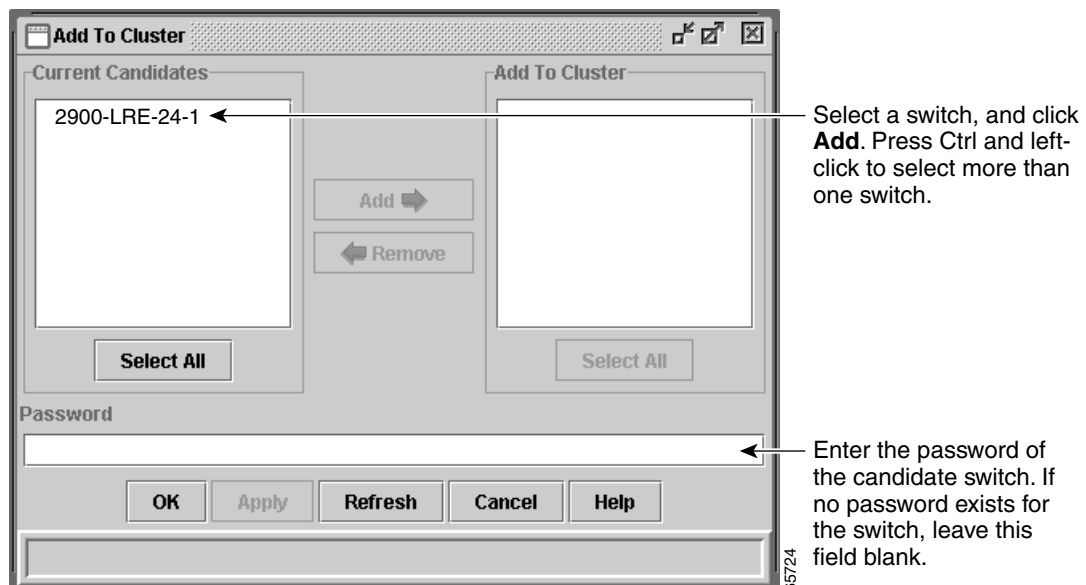 Add To Cluster
Current Candidates
Add To Cluster
2900-LRE-24-1
Add
Remove
Select All
Select All
Password
OK
Apply
Refresh
Cancel
Help
Select a switch, and click
Add. Press Ctrl and left-
click to select more than
one switch.
Enter the password of
the candidate switch. If
no password exists for
the switch, leave this
field blank.